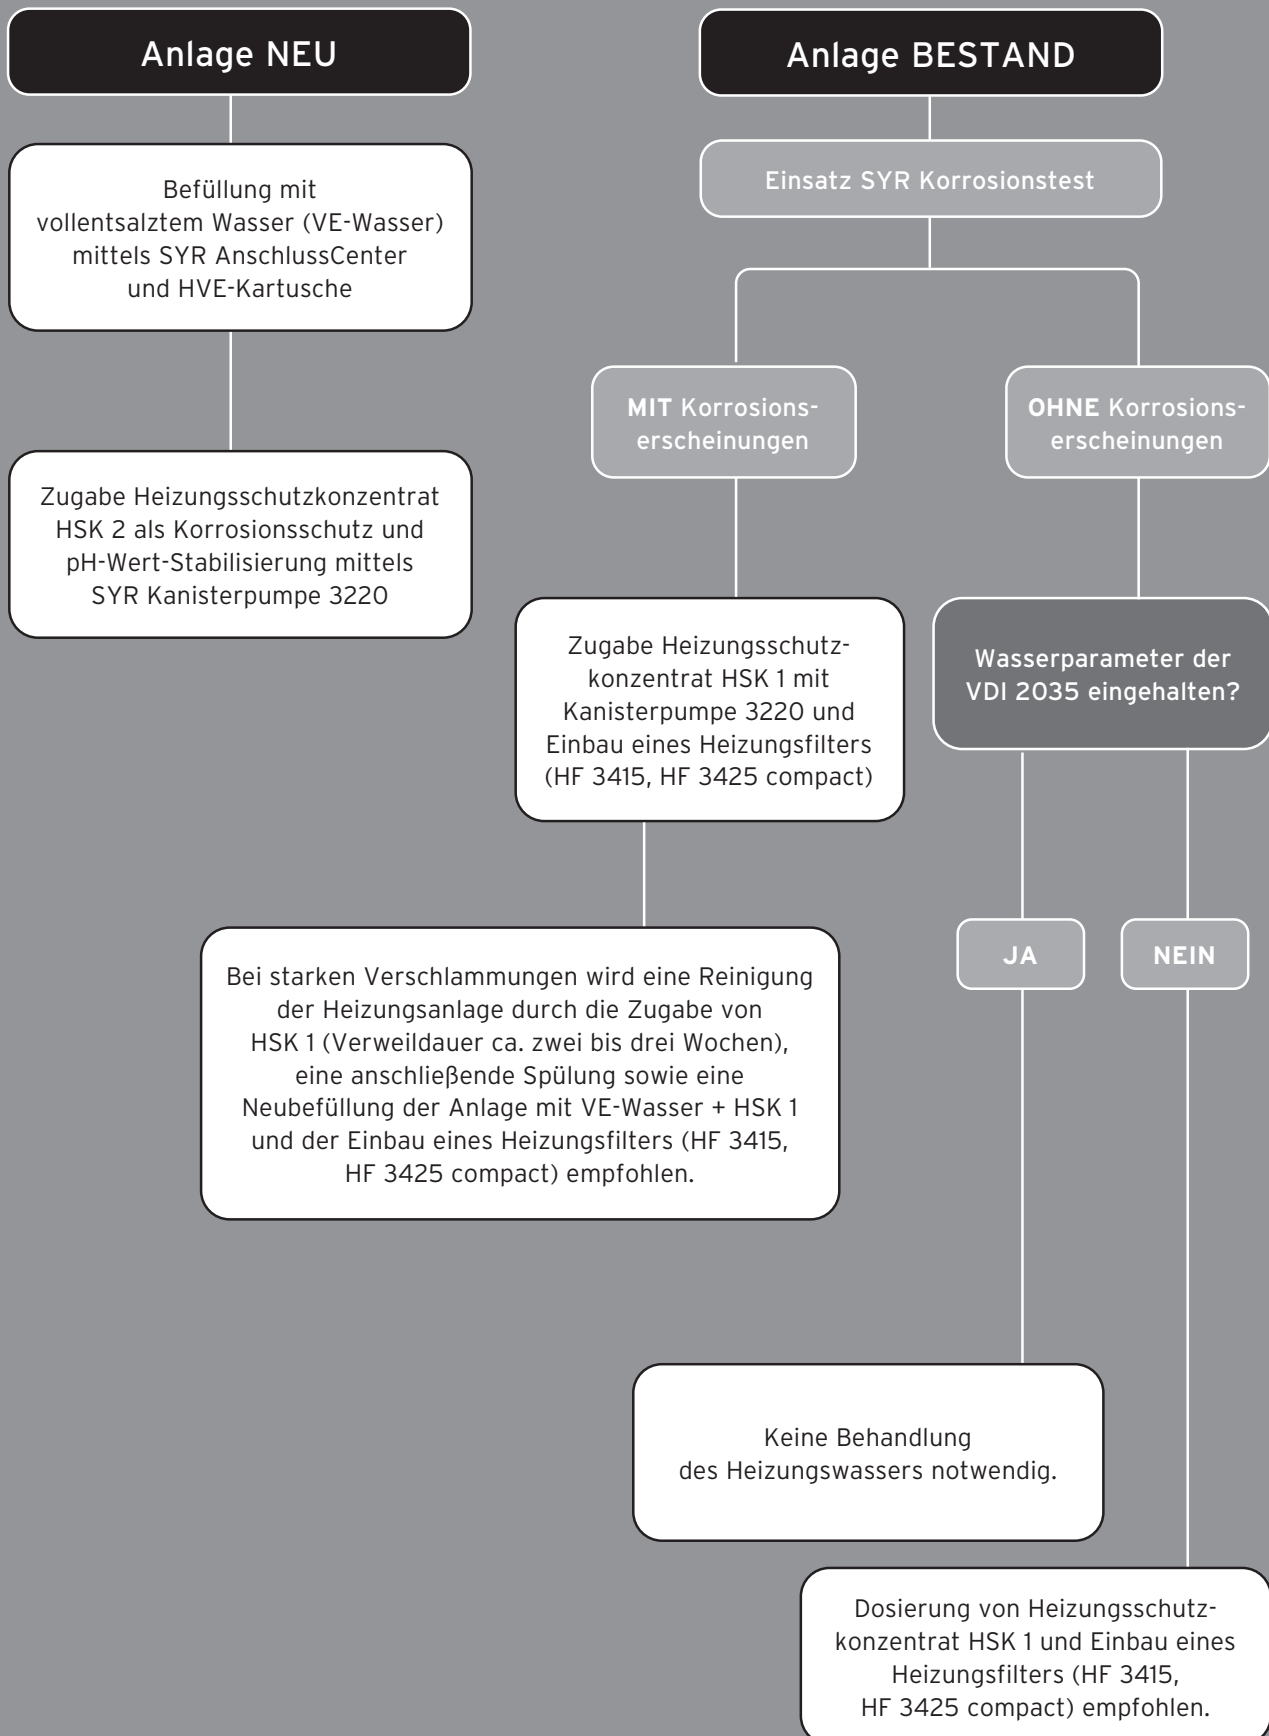 Anlage NEU
Befüllung mit
vollentsalztem Wasser (VE-Wasser)
mittels SYR AnschlussCenter
und HVE-Kartusche
Zugabe Heizungsschutzkonzentrat
HSK 2 als Korrosionsschutz und
pH-Wert-Stabilisierung mittels
SYR Kanisterpumpe 3220
Anlage BESTAND
Einsatz SYR Korrosionstest
MIT Korrosions-
erscheinungen
OHNE Korrosions-
erscheinungen
Zugabe Heizungsschutz-
konzentrat HSK 1 mit
Kanisterpumpe 3220 und
Einbau eines Heizungsfilters
(HF 3415, HF 3425 compact)
Wasserparameter der
VDI 2035 eingehalten?
Bei starken Verschlammungen wird eine Reinigung
der Heizungsanlage durch die Zugabe von
HSK 1 (Verweildauer ca. zwei bis drei Wochen),
eine anschließende Spülung sowie eine
Neubefüllung der Anlage mit VE-Wasser + HSK 1
und der Einbau eines Heizungsfilters (HF 3415,
HF 3425 compact) empfohlen.
JA
NEIN
Keine Behandlung
des Heizungswassers notwendig.
Dosierung von Heizungsschutz-
konzentrat HSK 1 und Einbau eines
Heizungsfilters (HF 3415,
HF 3425 compact) empfohlen.